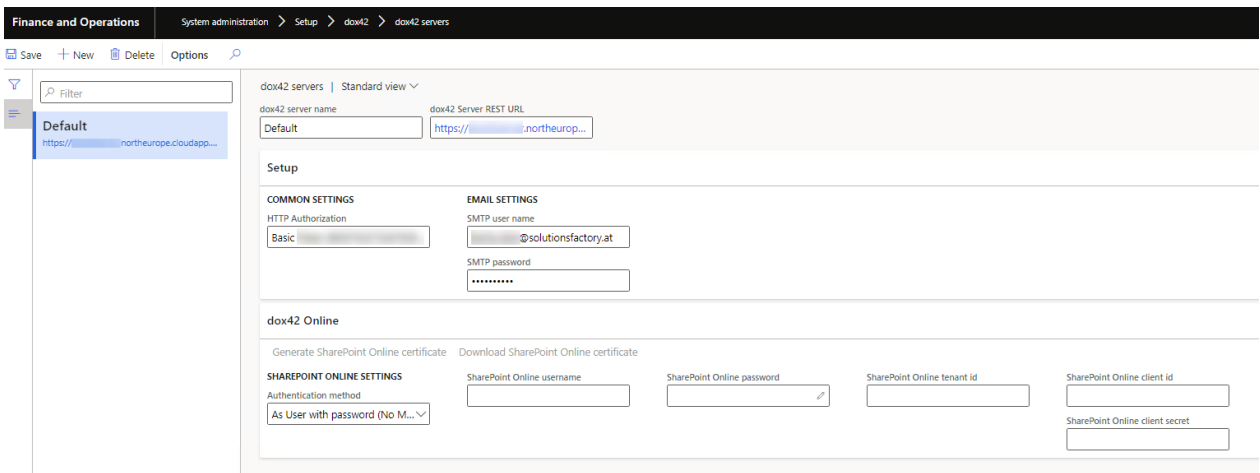 Finance and Operations System administration > Setup > dox42 > dox42 servers
Save + New Delete Options
Filter
Default
https:// northeurope.cloudapp....
dox42 servers | Standard view
dox42 server name dox42 Server REST URL
Default https:// .northeurop...
Setup
COMMON SETTINGS EMAIL SETTINGS
HTTP Authorization SMTP user name
Basic @solutionsfactory.at
SMTP password
••••••••••
dox42 Online
Generate SharePoint Online certificate Download SharePoint Online certificate
SHAREPOINT ONLINE SETTINGS SharePoint Online username SharePoint Online password SharePoint Online tenant id SharePoint Online client id
Authentication method
As User with password (No M...
SharePoint Online client secret